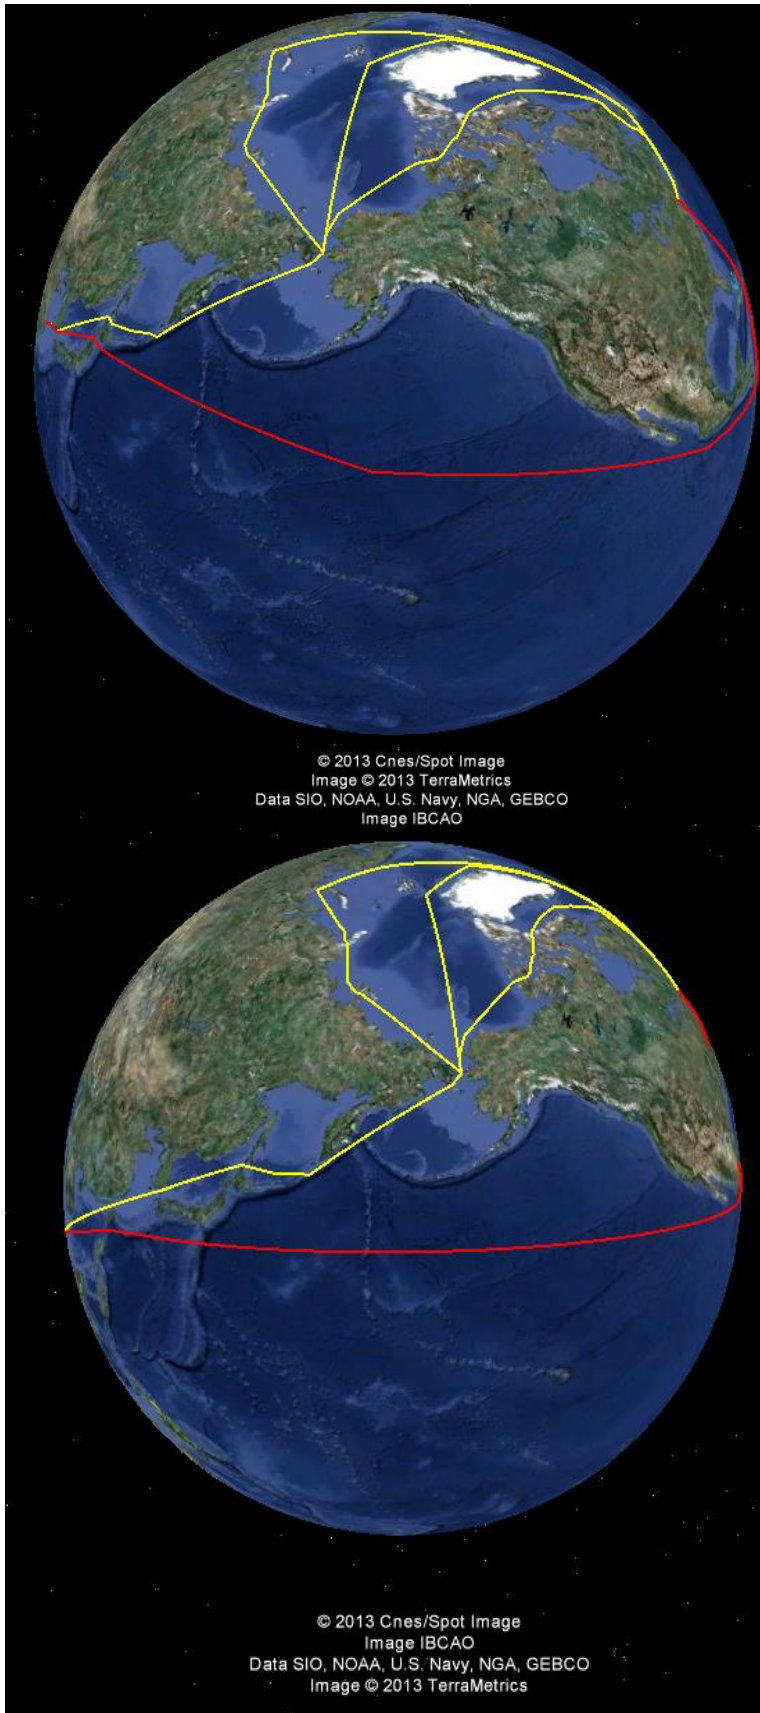 © 2013 Cnes/Spot Image
Image © 2013 TerraMetrics
Data SIO, NOAA, U.S. Navy, NGA, GEBCO
Image IBCAO
© 2013 Cnes/Spot Image
Image IBCAO
Data SIO, NOAA, U.S. Navy, NGA, GEBCO
Image © 2013 TerraMetrics